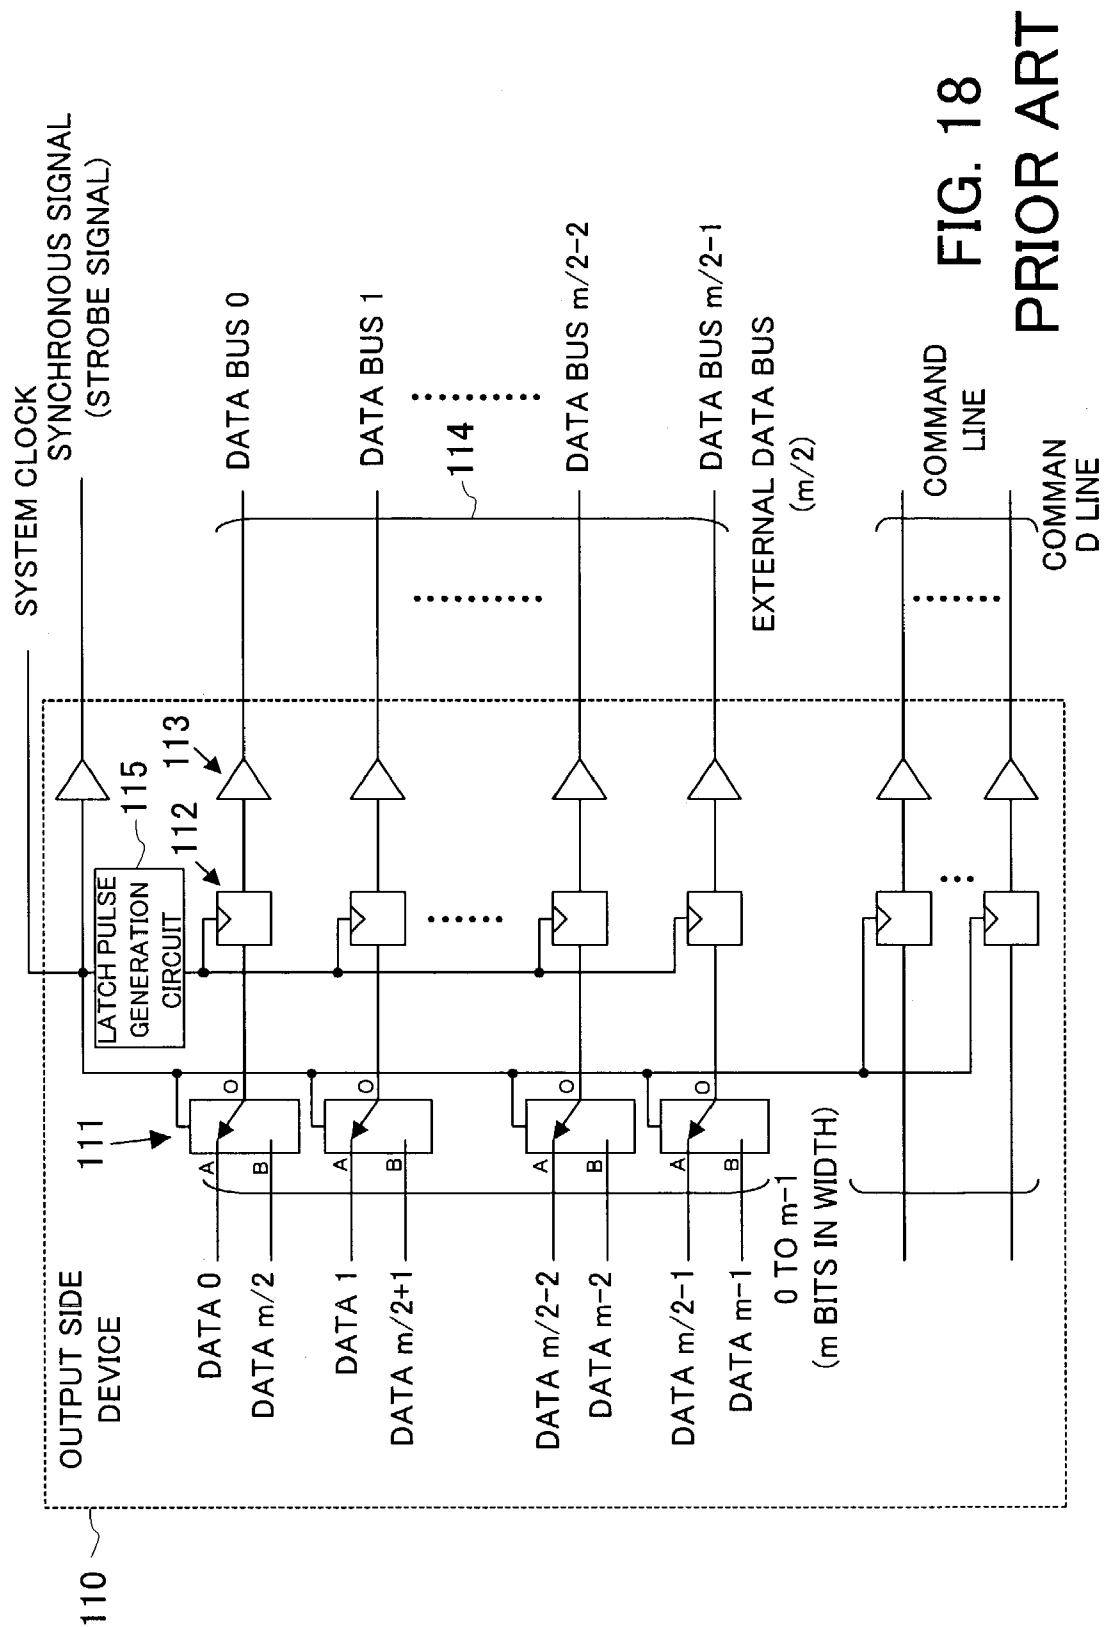 OUTPUT SIDE
DEVICE
110
SYSTEM CLOCK
SYNCHRONOUS SIGNAL
(STROBE SIGNAL)
LATCH PULSE
GENERATION
CIRCUIT
115
111
112
113
DATA 0
DATA m/2
A
B
O
DATA BUS 0
DATA 1
DATA m/2+1
A
B
O
DATA BUS 1
114
DATA m/2-2
DATA m-2
A
B
O
DATA BUS m/2-2
DATA m/2-1
DATA m-1
A
B
O
DATA BUS m/2-1
0 TO m-1
(m BITS IN WIDTH)
EXTERNAL DATA BUS
(m/2)
COMMAND
LINE
COMMAN
D LINE
FIG. 18
PRIOR ART